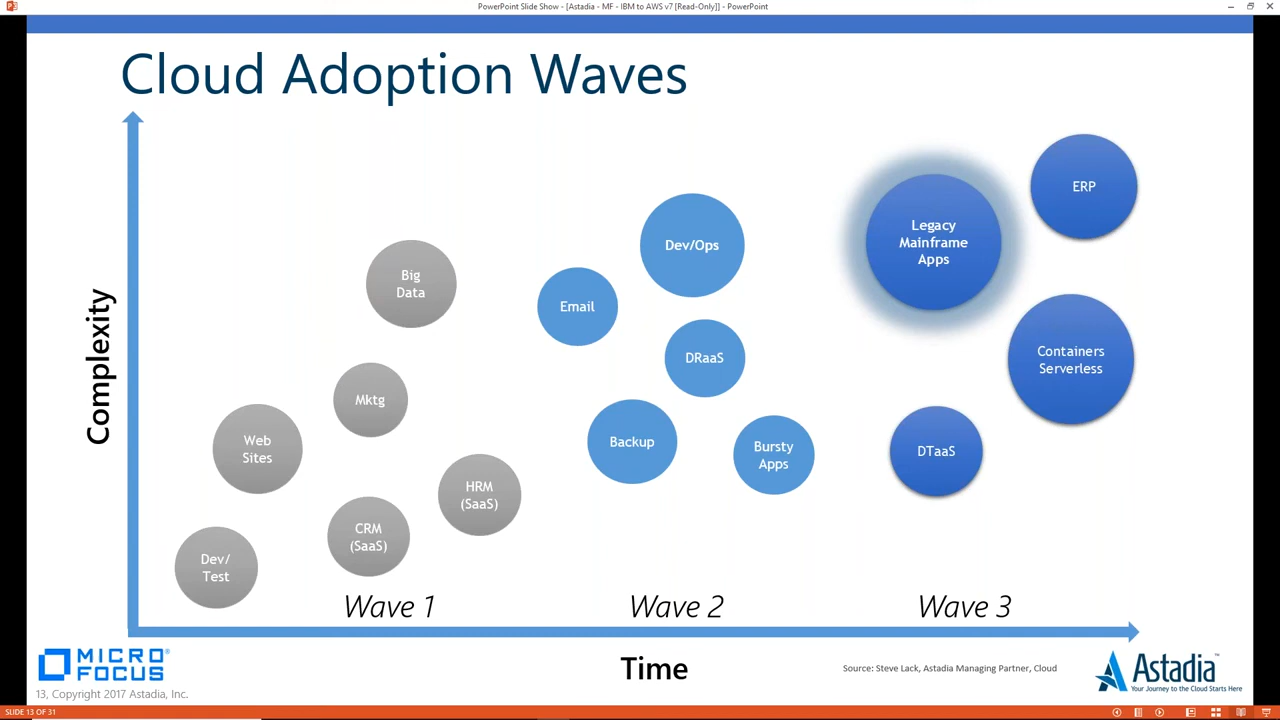 PowerPoint Slide Show - [Astadia - MF - IBM to AWS v7 [Read-Only]] - PowerPoint
Cloud Adoption Waves
Complexity
Big
Data
Mktg
Web
Sites
HRM
(SaaS)
CRM
(SaaS)
Dev/
Test
Dev/Ops
Email
DRaaS
Backup
Bursty
Apps
Legacy
Mainframe
Apps
ERP
Containers
Serverless
DTaaS
Wave 1
Wave 2
Wave 3
Time
MICRO
FOCUS
13, Copyright 2017 Astadia, Inc.
Source: Steve Lack, Astadia Managing Partner, Cloud
Astadia™
Your Journey to the Cloud Starts Here
SLIDE 13 OF 31